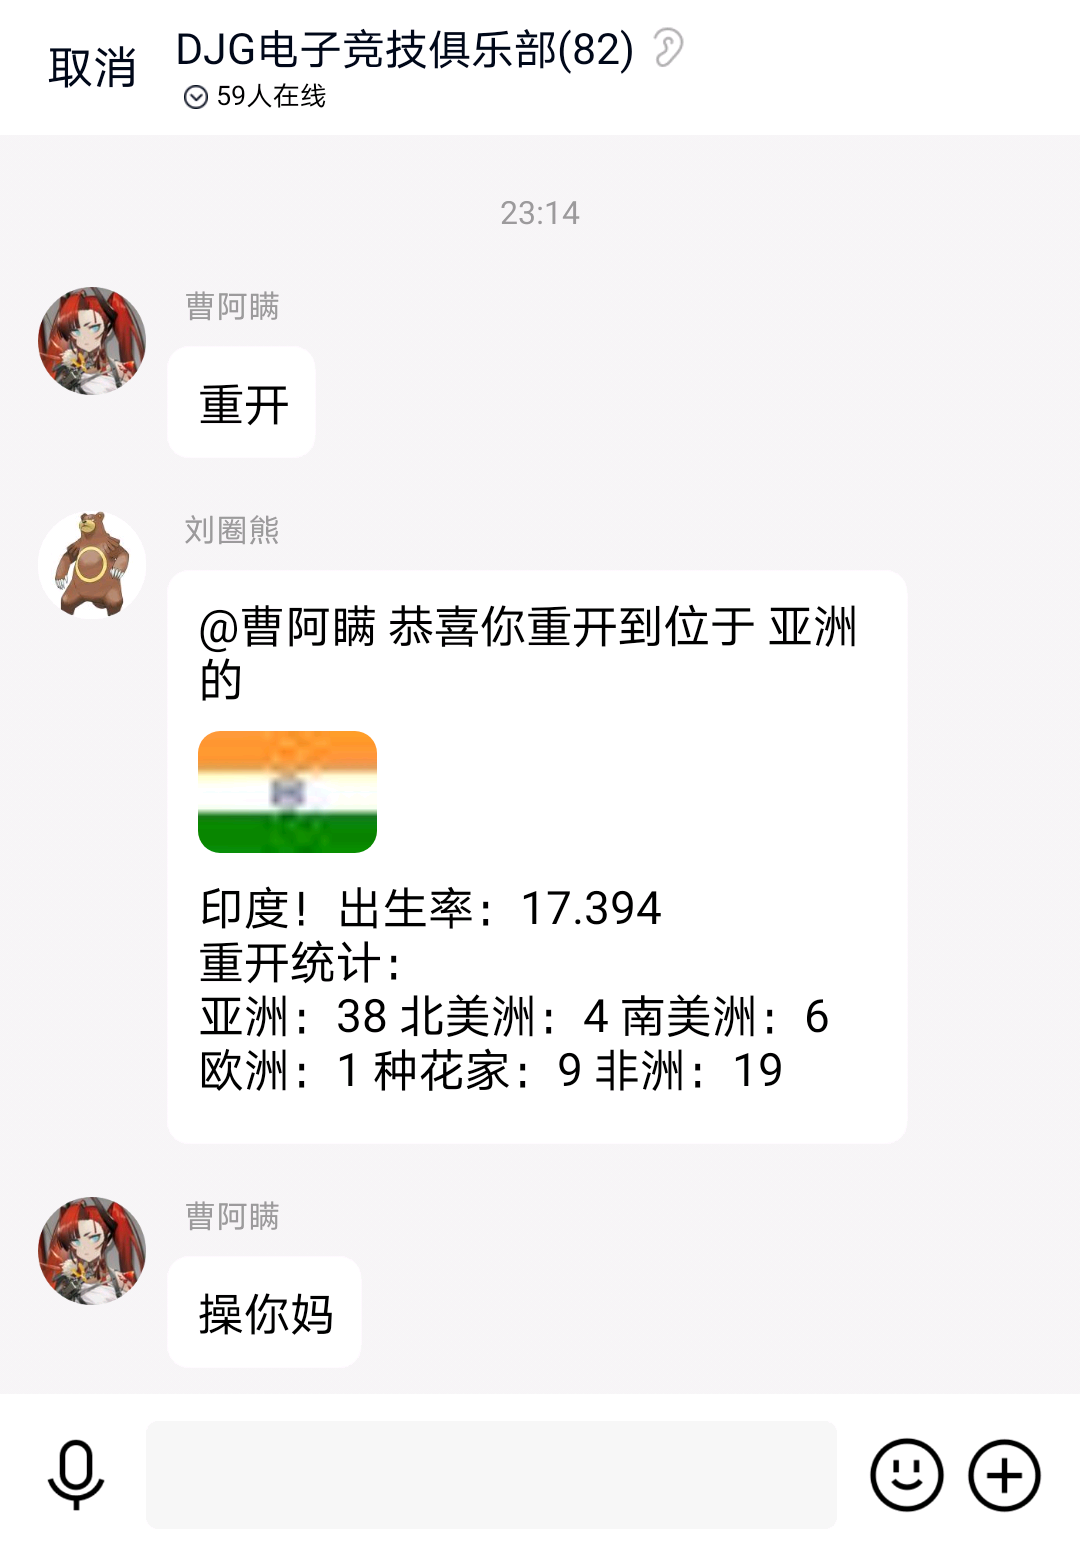 取消
DJG电子竞技俱乐部(82)
59人在线
23:14
曹阿瞒
重开
刘圈熊
@曹阿瞒 恭喜你重开到位于 亚洲
的
印度！出生率：17.394
重开统计：
亚洲：38 北美洲：4 南美洲：6
欧洲：1 种花家：9 非洲：19
曹阿瞒
操你妈